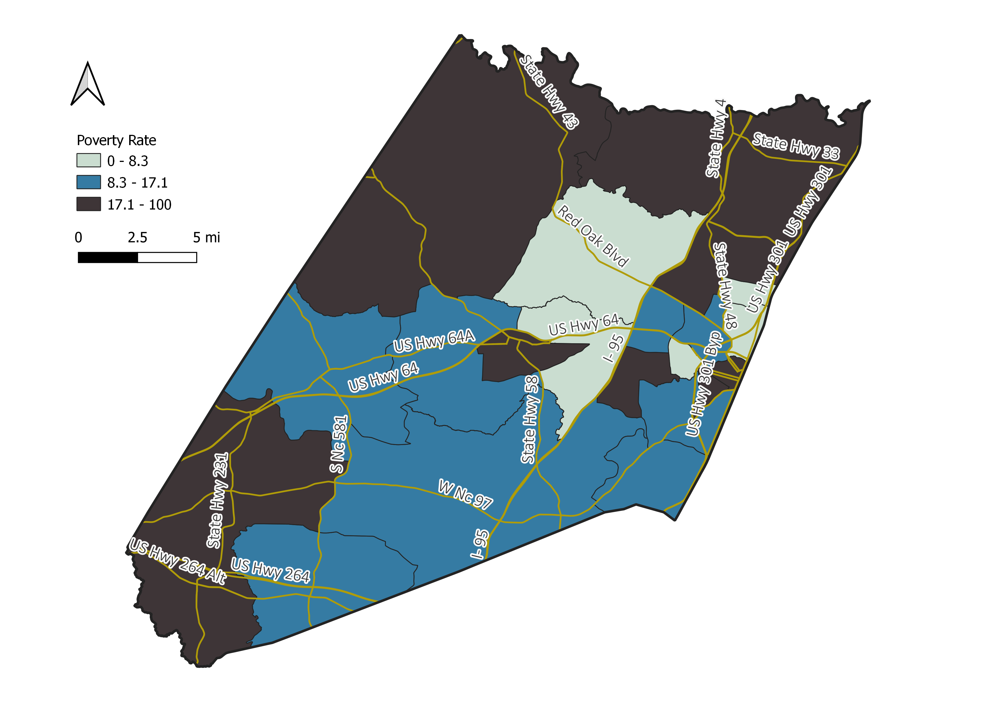 State Hwy 43
State Hwy 4
State Hwy 33
Poverty Rate
0 - 8.3
8.3 - 17.1
17.1 - 100
US Hwy 301
Red Oak Blvd
0 2.5 5 mi
State Hwy 48
US Hwy 301
US Hwy 64
US Hwy 64A
I- 95
US Hwy 301 Byp
US Hwy 64
State Hwy 58
S Nc 581
State Hwy 231
W Nc 97
I- 95
US Hwy 264 Alt
US Hwy 264